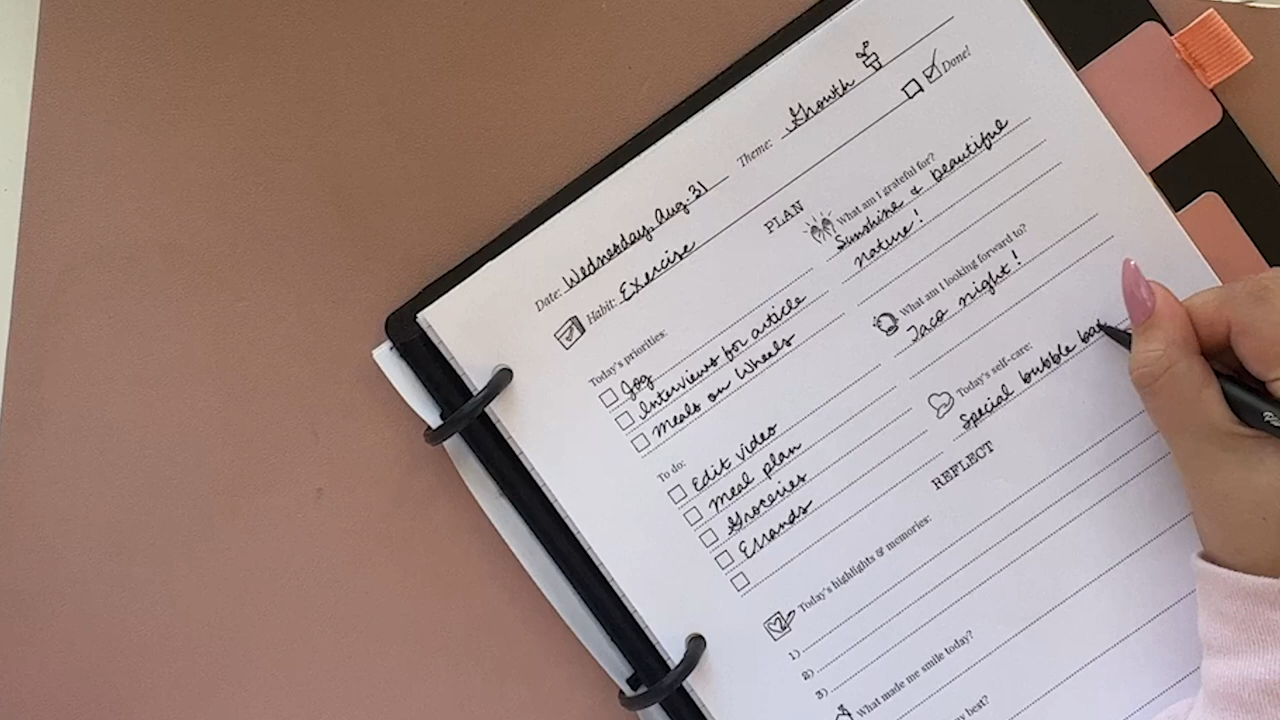 Date: Wednesday, Aug. 31 Theme: Growth
Habit: Exercise Done!
PLAN
Today's priorities:
Jog
Interviews for article
Meals on Wheels
To do:
Edit video
Meal plan
Groceries
Errands
What am I grateful for?
Sunshine & beautiful
nature!
What am I looking forward to?
Taco night!
Today's self-care:
Special bubble bat
REFLECT
Today's highlights & memories:
1)
2)
3)
What made me smile today?
my best?